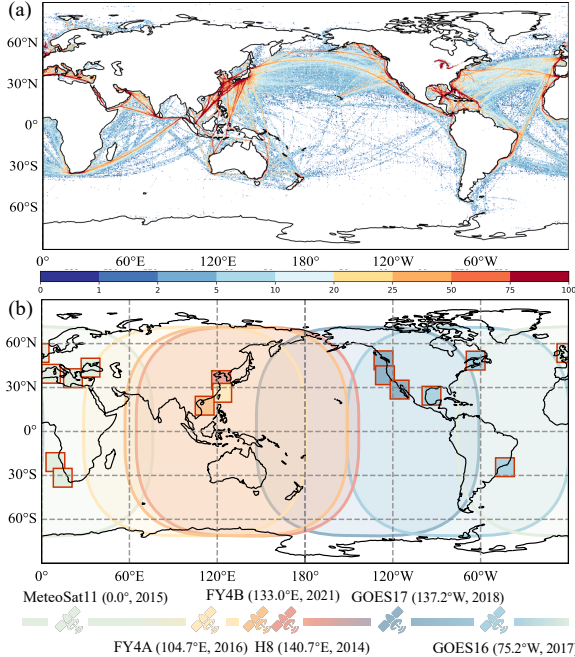 (a)
60°N
30°N
0°
30°S
60°S
0° 60°E 120°E 180° 120°W 60°W
0 1 2 5 10 20 25 50 75 100
(b)
60°N
30°N
0°
30°S
60°S
0° 60°E 120°E 180° 120°W 60°W
MeteoSat11 (0.0°, 2015) FY4B (133.0°E, 2021) GOES17 (137.2°W, 2018)
FY4A (104.7°E, 2016) H8 (140.7°E, 2014) GOES16 (75.2°W, 2017)